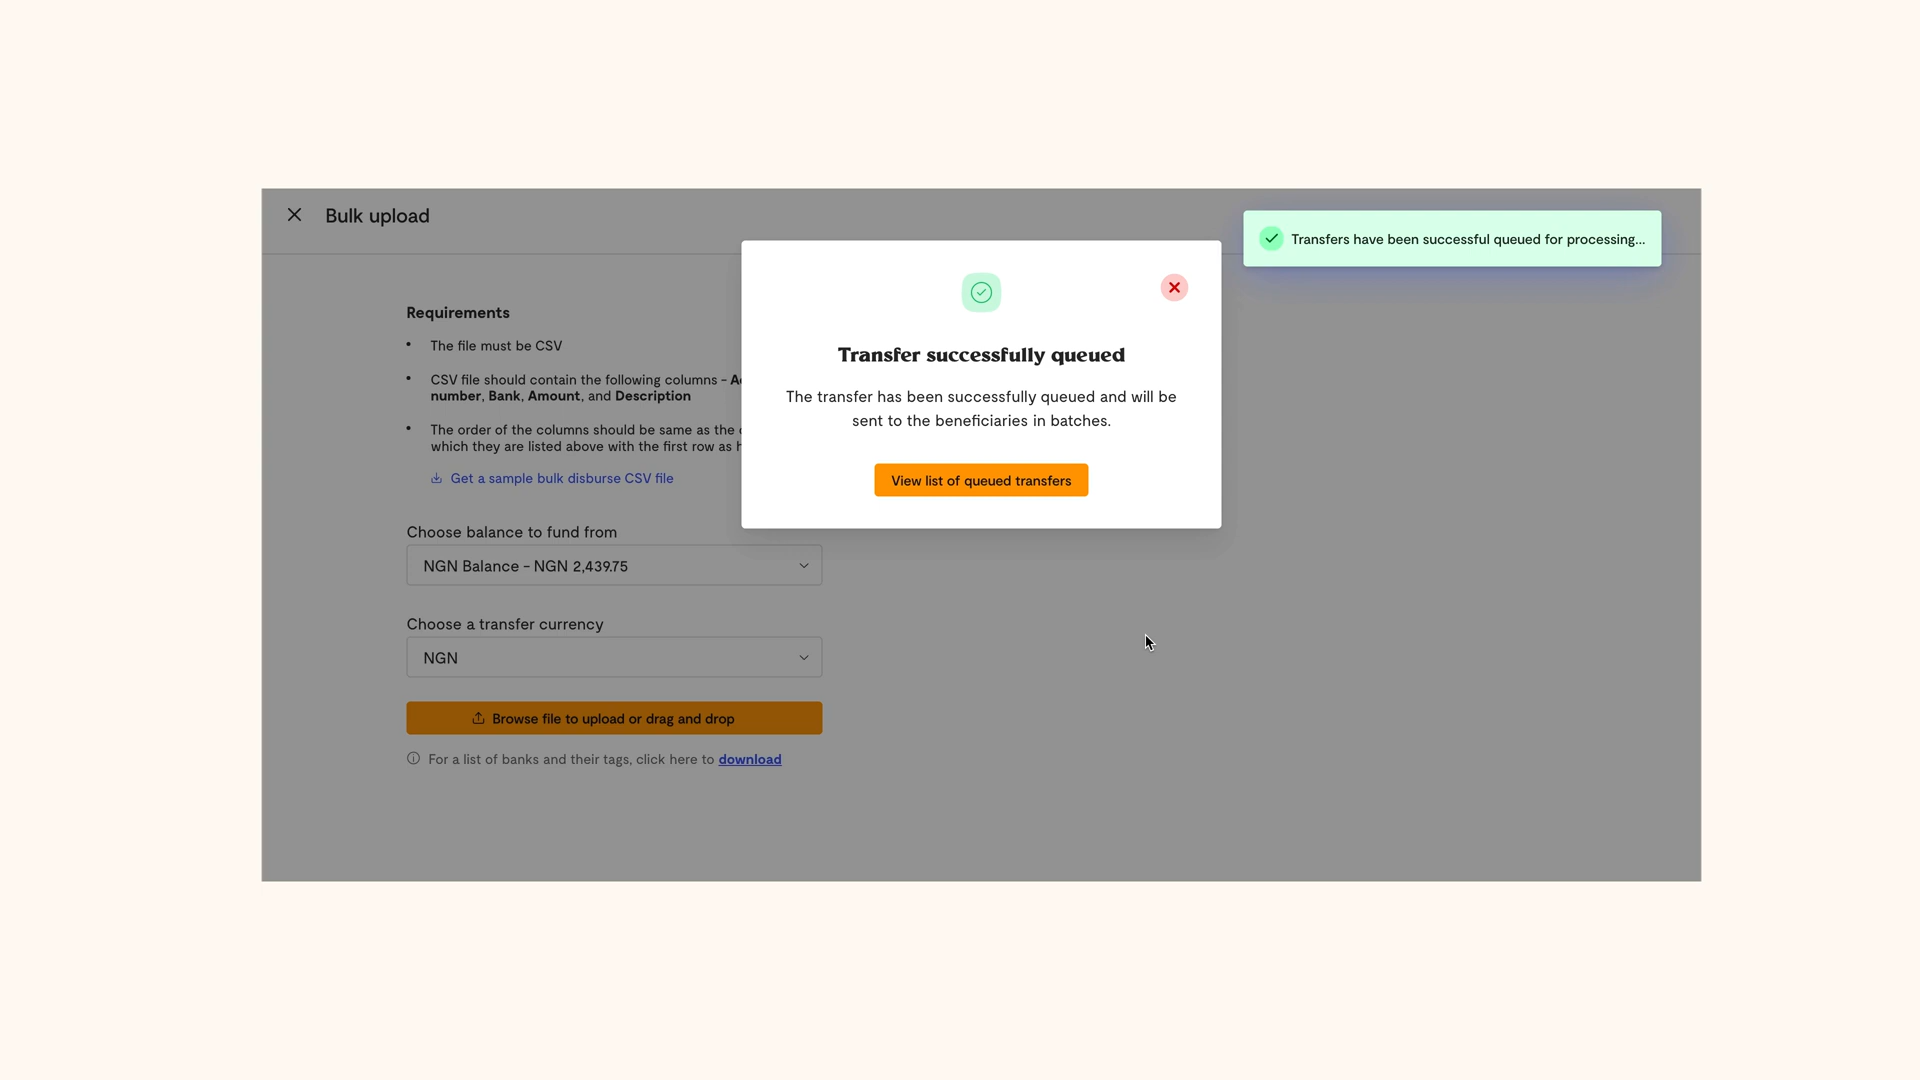 Bulk upload
Transfers have been successful queued for processing...
Requirements
The file must be CSV
CSV file should contain the following columns -
number, Bank, Amount, and Description
The order of the columns should be same as the
which they are listed above with the first row as
Get a sample bulk disburse CSV file
Choose balance to fund from
NGN Balance - NGN 2,439.75
Choose a transfer currency
NGN
Browse file to upload or drag and drop
For a list of banks and their tags, click here to download
Transfer successfully queued
The transfer has been successfully queued and will be
sent to the beneficiaries in batches.
View list of queued transfers